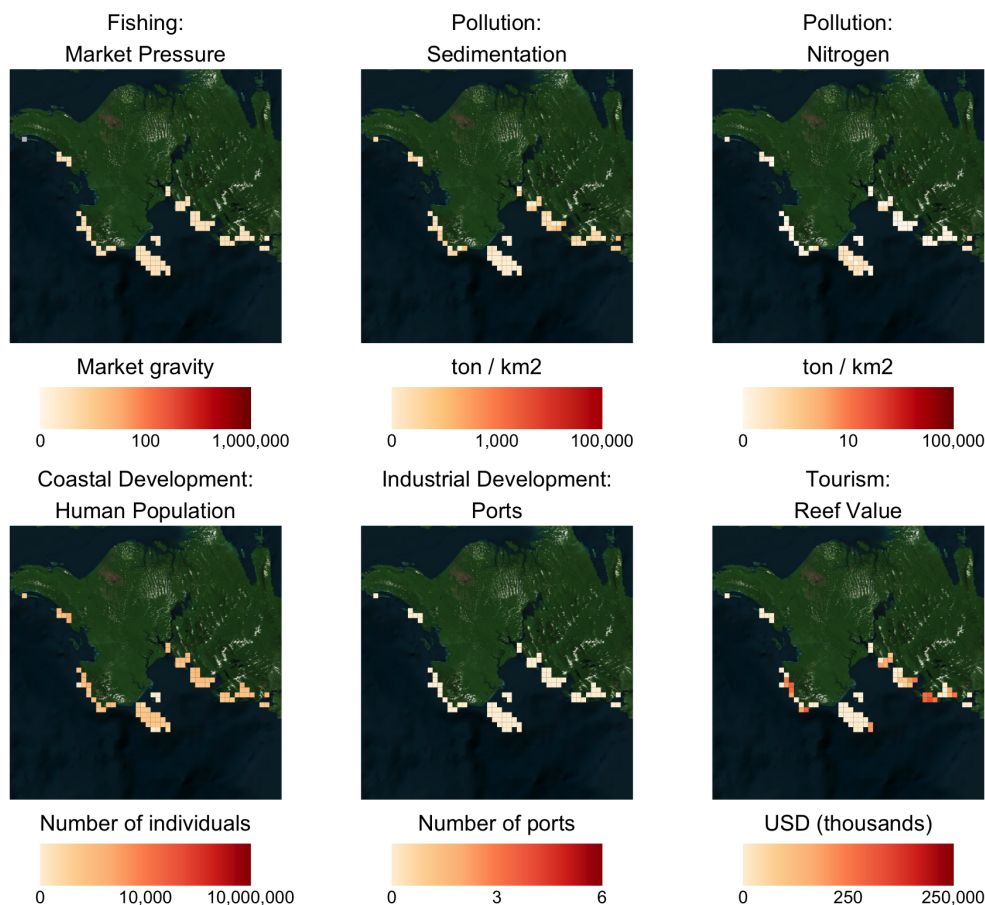 Fishing:
Market Pressure
Pollution:
Sedimentation
Pollution:
Nitrogen
Market gravity
0 100 1,000,000
ton / km2
0 1,000 100,000
ton / km2
0 10 100,000
Coastal Development:
Human Population
Industrial Development:
Ports
Tourism:
Reef Value
Number of individuals
0 10,000 10,000,000
Number of ports
0 3 6
USD (thousands)
0 250 250,000